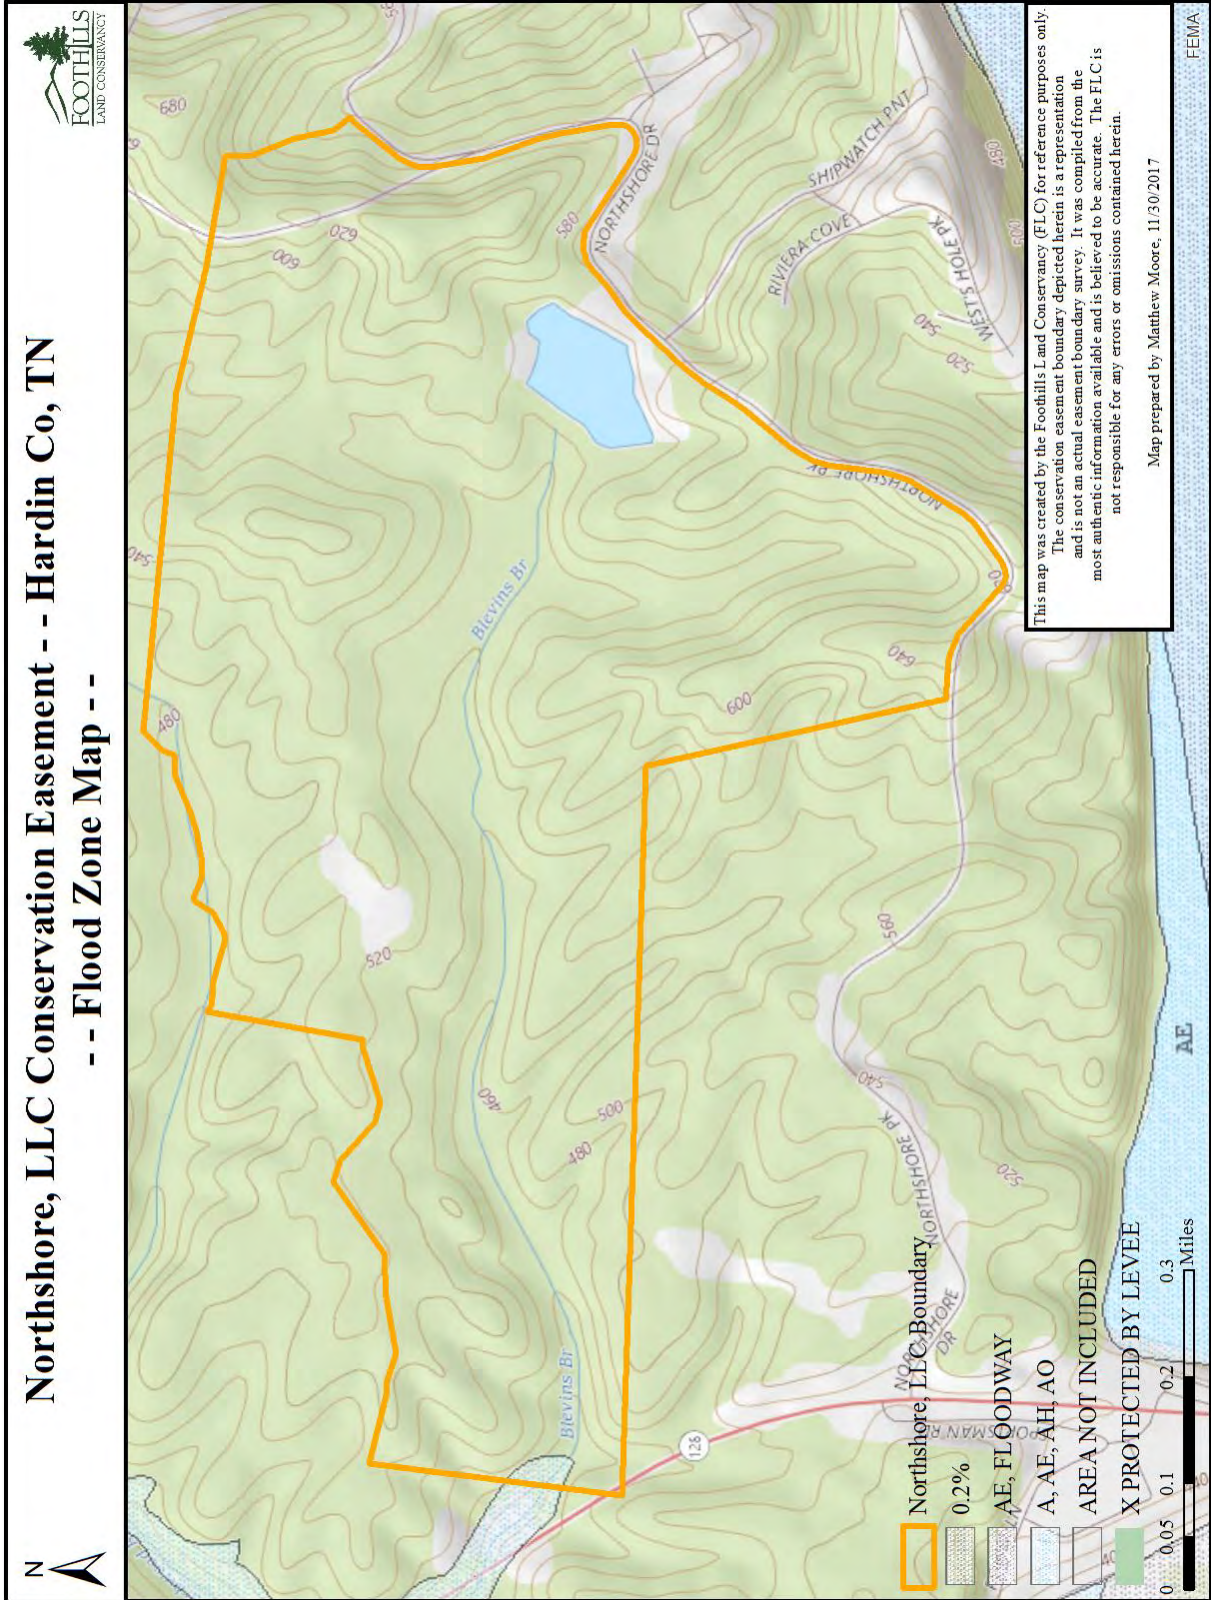 Northshore, LLC Conservation Easement - - Hardin Co, TN
- - Flood Zone Map - -
FOOTHILLS
LAND CONSERVANCY
N
680
620
600
580
560
540
480
520
460
500
480
600
640
560
540
520
540
520
480
500
Blevins Br
Blevins Br
NORTHSHORE DR
SHIPWATCH PNT
RIVIERA COVE
WEST'S HOLE PK
NORTHSHORE PK
NORTHSHORE PK
NORTHSHORE
DR
128
AE
FEMA
This map was created by the Foothills Land Conservancy (FLC) for reference purposes only.
The conservation easement boundary depicted herein is a representation
and is not an actual easement boundary survey. It was compiled from the
most authentic information available and is believed to be accurate. The FLC is
not responsible for any errors or omissions contained herein.
Map prepared by Matthew Moore, 11/30/2017
Northshore, LLC Boundary
0.2%
AE, FLOODWAY
A, AE, AH, AO
AREA NOT INCLUDED
X PROTECTED BY LEVEE
0 0.05 0.1 0.2 0.3
Miles